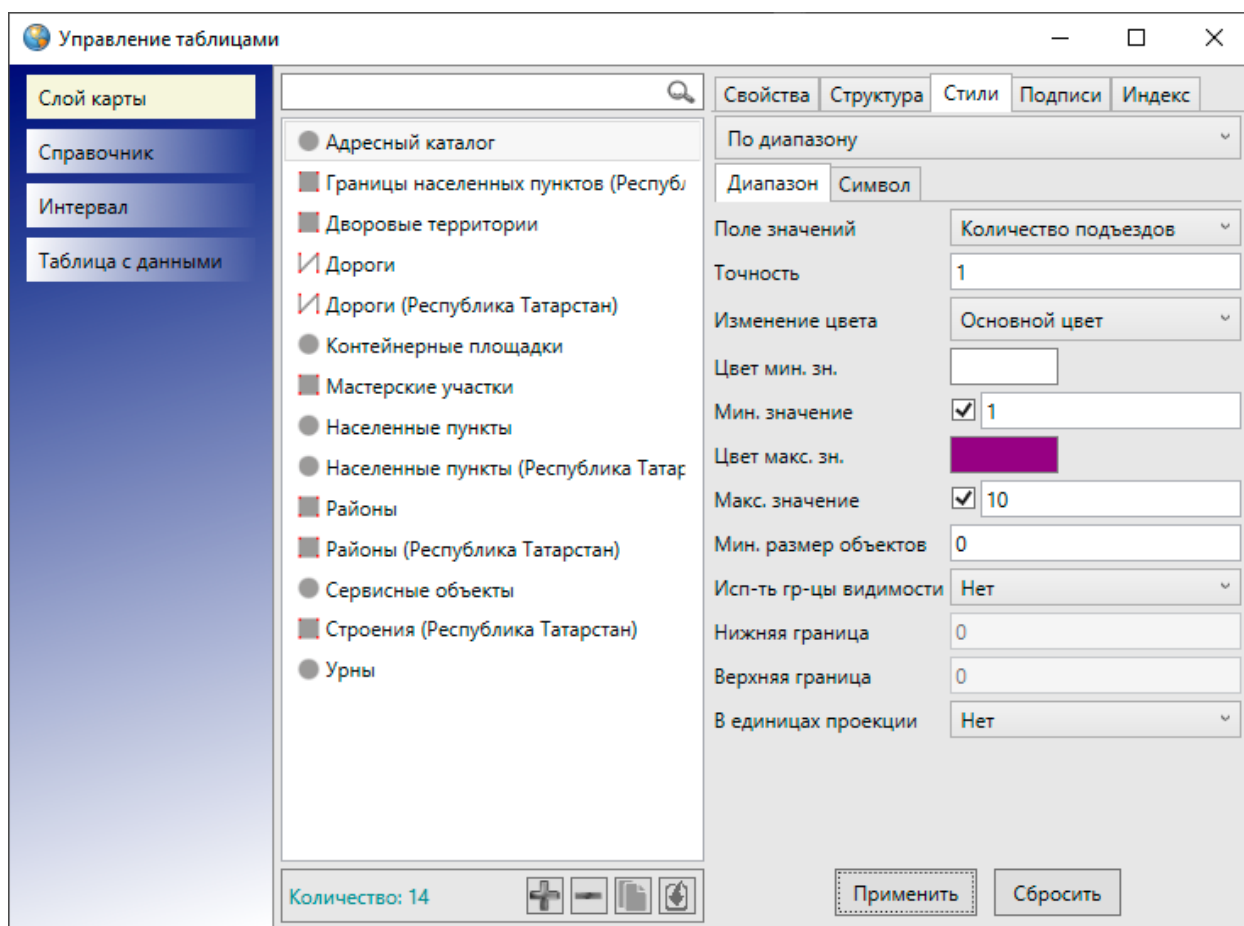 Управление таблицами
Слой карты
Справочник
Интервал
Таблица с данными
Адресный каталог
Границы населенных пунктов (Республ
Дворовые территории
Дороги
Дороги (Республика Татарстан)
Контейнерные площадки
Мастерские участки
Населенные пункты
Населенные пункты (Республика Татар
Районы
Районы (Республика Татарстан)
Сервисные объекты
Строения (Республика Татарстан)
Урны
Количество: 14
Свойства Структура Стили Подписи Индекс
По диапазону
Диапазон Символ
Поле значений Количество подъездов
Точность 1
Изменение цвета Основной цвет
Цвет мин. зн.
Мин. значение 1
Цвет макс. зн.
Макс. значение 10
Мин. размер объектов 0
Исп-ть гр-цы видимости Нет
Нижняя граница 0
Верхняя граница 0
В единицах проекции Нет
Применить Сбросить